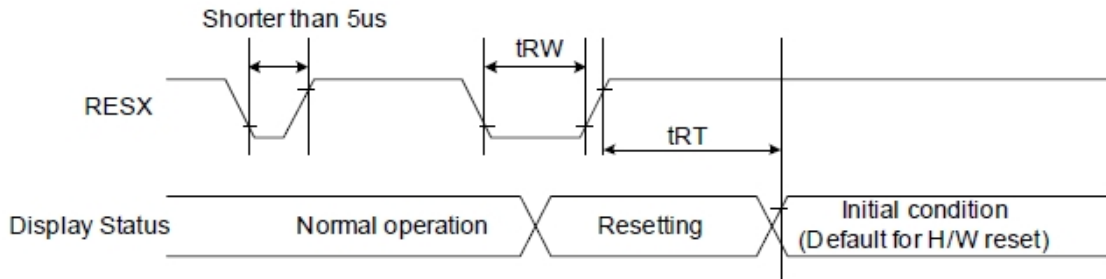 Shorter than 5us
tRW
RESX
tRT
Display Status
Normal operation
Resetting
Initial condition
(Default for H/W reset)